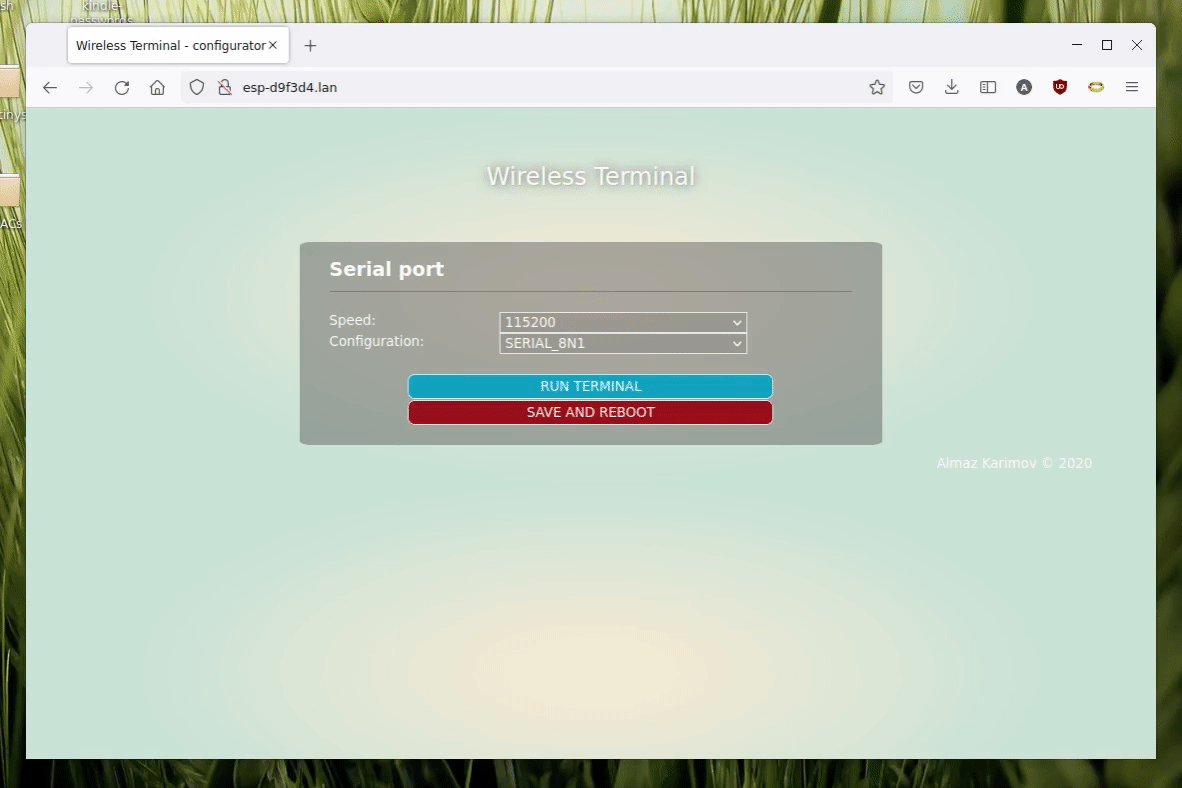 sh
kindle-
passwords
Wireless Terminal - configurator
esp-d9f3d4.lan
A
UO
tinys
ACs
Wireless Terminal
Serial port
Speed:
115200
Configuration:
SERIAL_8N1
RUN TERMINAL
SAVE AND REBOOT
Almaz Karimov © 2020